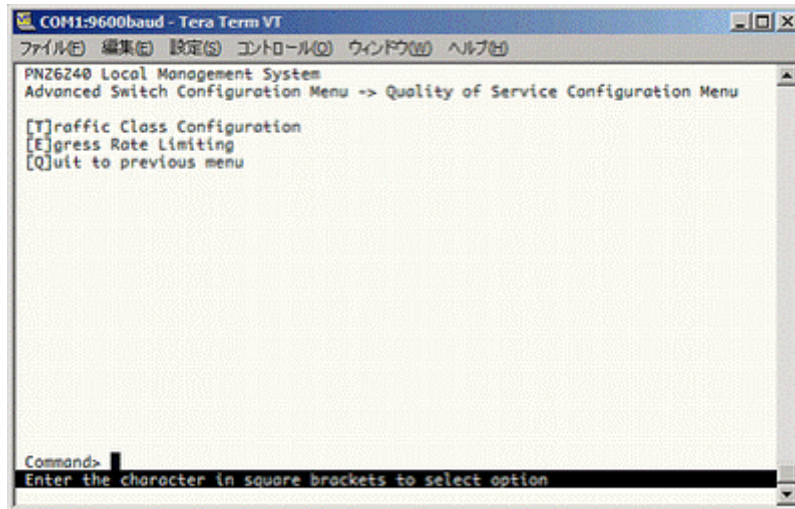 COM1:9600baud - Tera Term VT
ファイル(F) 編集(E) 設定(S) コントロール(O) ウィンドウ(W) ヘルプ(H)
PN26240 Local Management System
Advanced Switch Configuration Menu -> Quality of Service Configuration Menu
[T]raffic Class Configuration
[E]gress Rate Limiting
[Q]uit to previous menu
Command>
Enter the character in square brackets to select option